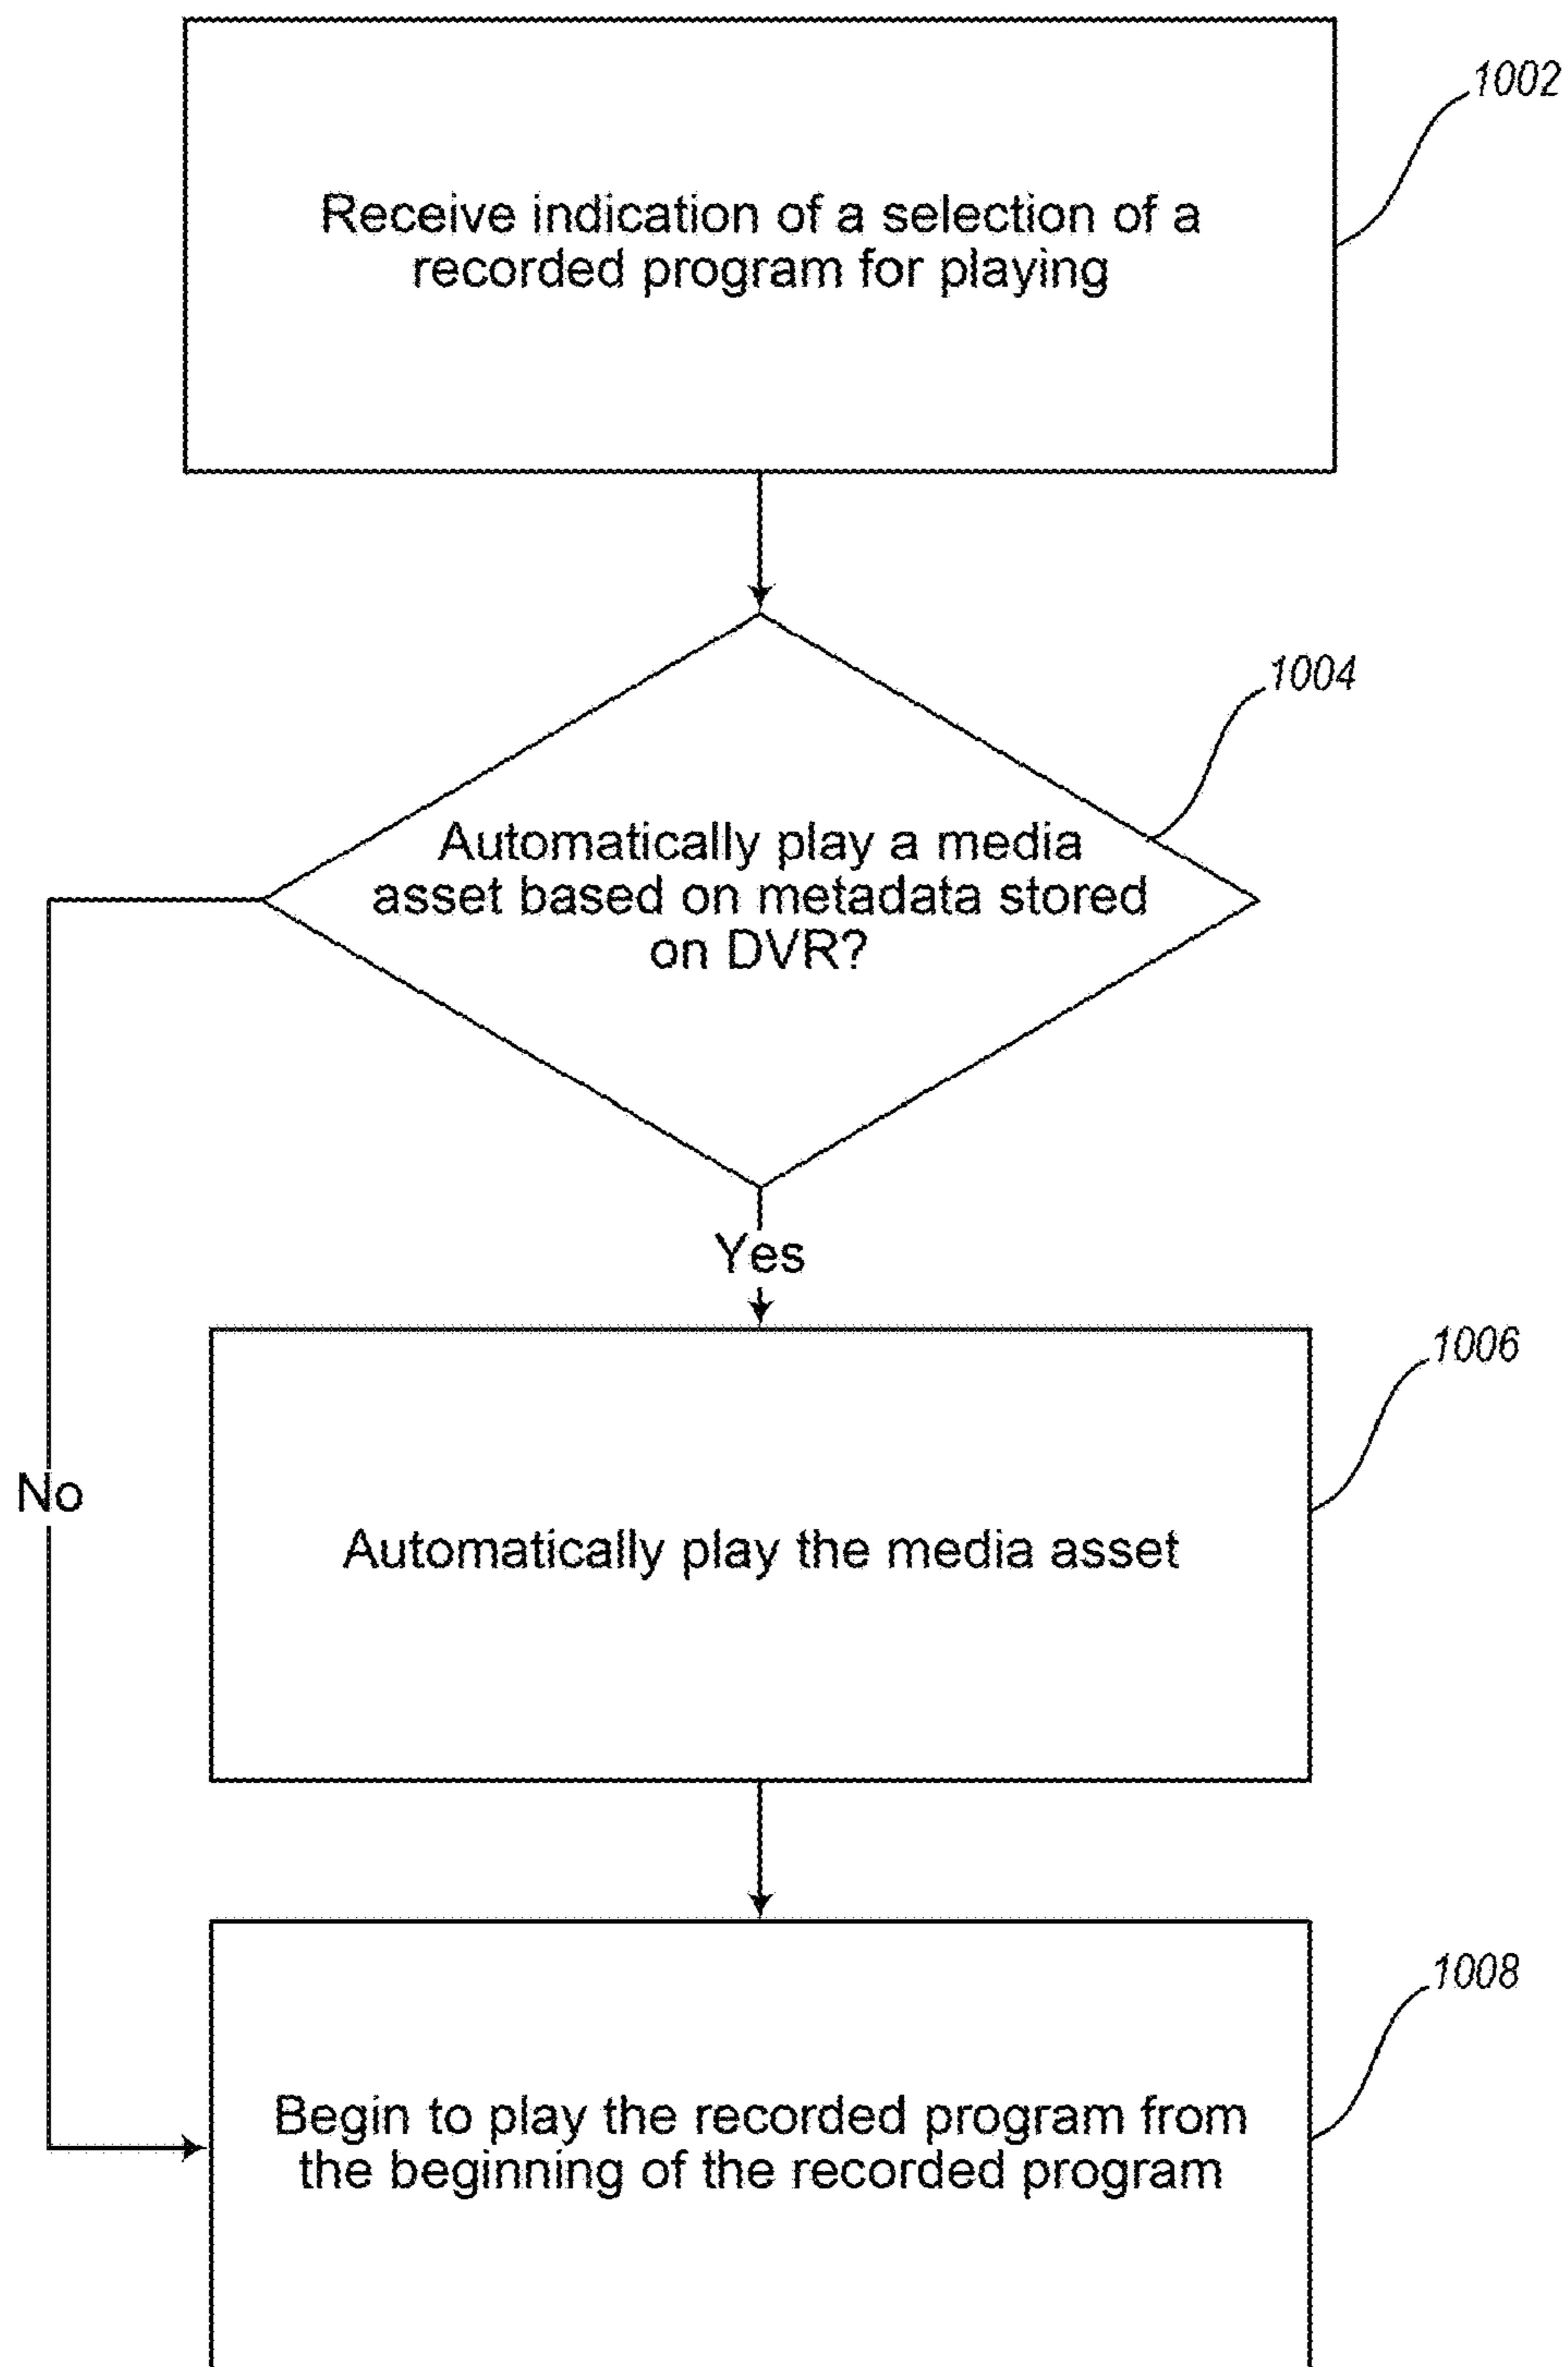 1002
Receive indication of a selection of a
recorded program for playing
1004
Automatically play a media
asset based on metadata stored
on DVR?
Yes
1006
No
Automatically play the media asset
1008
Begin to play the recorded program from
the beginning of the recorded program